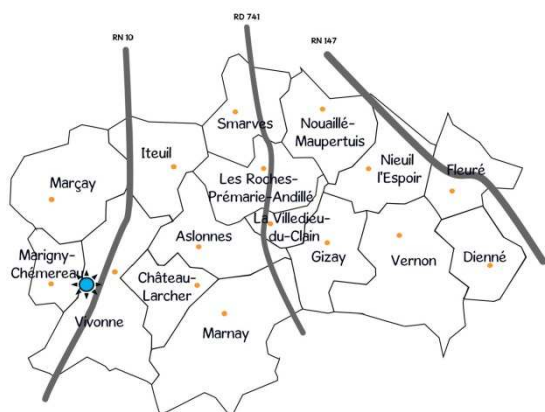 RN 10
RD 741
RN 147
Smarves
Nouaillé-
Maupertuis
Iteuil
Marçay
Les Roches-
Prémarie-Andillé
Nieuil
l'Espoir
Fleuré
La Villedieu-
du-Clain
Aslonnes
Marigny-
Chémereau
Château-
Larcher
Gizay
Vernon
Dienné
Vivonne
Marnay